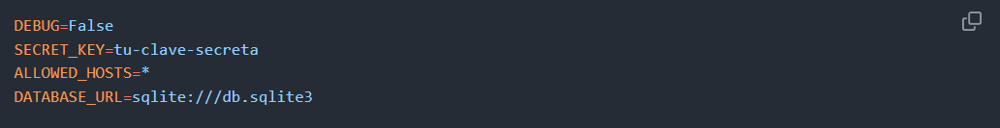 DEBUG=False
SECRET_KEY=tu-clave-secreta
ALLOWED_HOSTS=*
DATABASE_URL=sqlite:///db.sqlite3